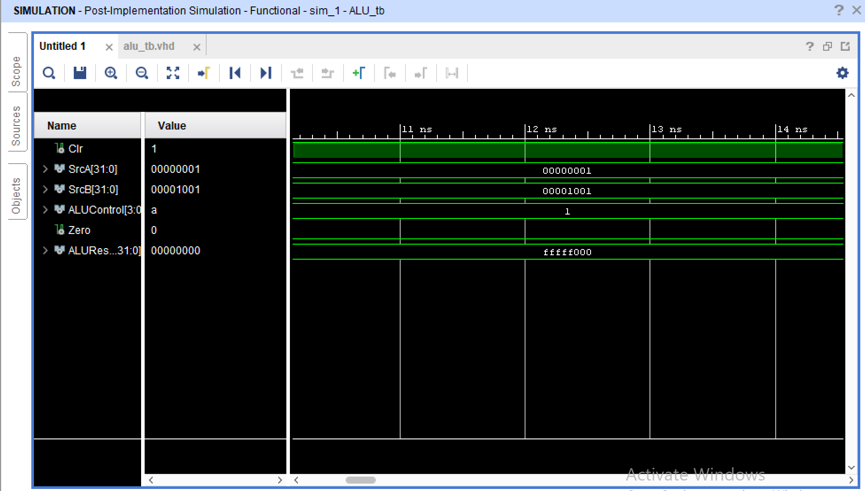 SIMULATION - Post-Implementation Simulation - Functional - sim_1 - ALU_tb
Scope
Sources
Objects
Untitled 1
alu_tb.vhd
Name
Value
11 ns
12 ns
13 ns
14 ns
Clr
1
SrcA[31:0]
00000001
00000001
SrcB[31:0]
00001001
00001001
ALUControl[3:0
a
1
Zero
0
ALURes...31:0]
00000000
fffff000
Activate Windows